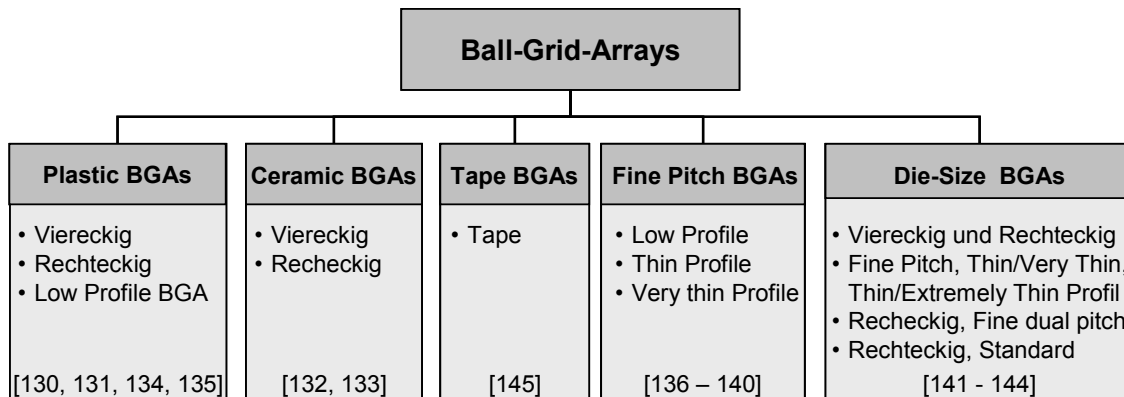 Ball-Grid-Arrays
Plastic BGAs
• Viereckig
• Rechteckig
• Low Profile BGA
[130, 131, 134, 135]
Ceramic BGAs
• Viereckig
• Recheckig
[132, 133]
Tape BGAs
• Tape
[145]
Fine Pitch BGAs
• Low Profile
• Thin Profile
• Very thin Profile
[136 – 140]
Die-Size BGAs
• Viereckig und Rechteckig
• Fine Pitch, Thin/Very Thin,
Thin/Extremely Thin Profil
• Recheckig, Fine dual pitch
• Rechteckig, Standard
[141 - 144]